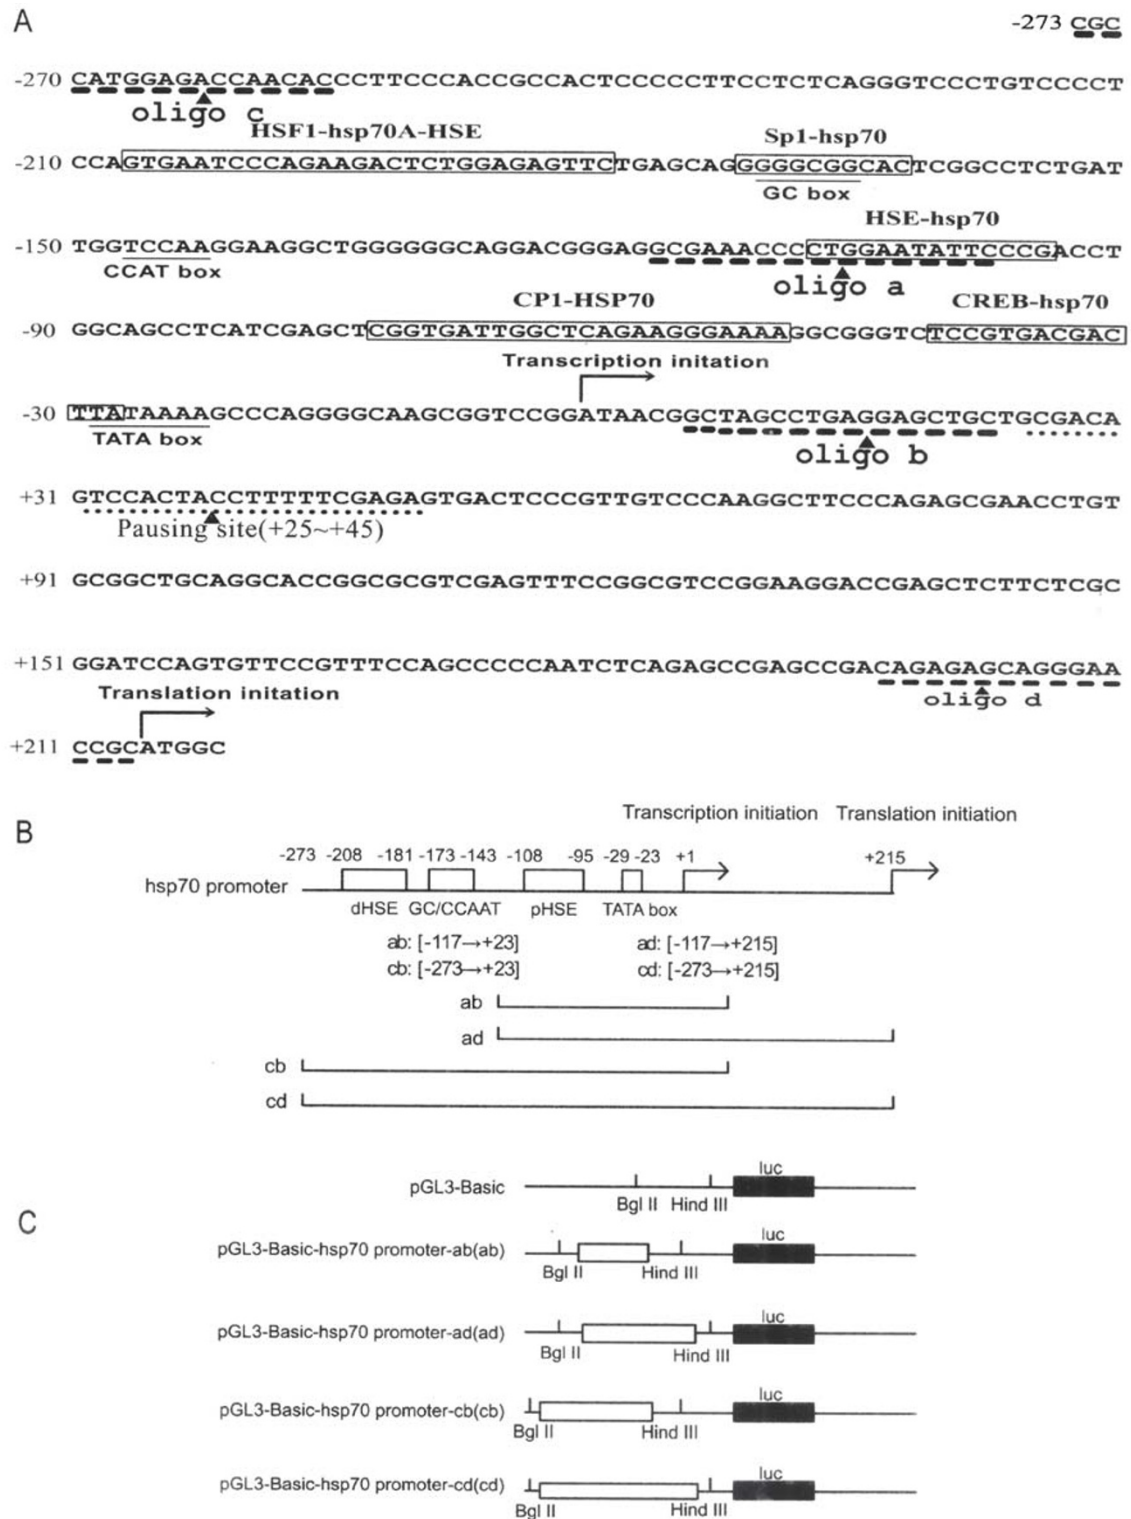 A
-273 CGC
-270 CATGGAGACCAACACCCTTCCCACCGCCACTCCCCCTTCCTCTCAGGGTCCCTGTCCCCT
oligo c
HSF1-hsp70A-HSE
Sp1-hsp70
-210 CCAGTGAATCCCAGAAGACTCTGGAGAGTTCTGAGCAGGGGGCGGCACTCGGCCTCTGAT
GC box
HSE-hsp70
-150 TGGTCCAAGGAAGGCTGGGGGGCAGGACGGGAGGCGAAACCCCTGGAATATTCCCGACCT
CCAT box
oligo a
CP1-HSP70
CREB-hsp70
-90 GGCAGCCTCATCGAGCTCGGTGATTGGCTCAGAAGGGAAAAGGCGGGTCTCCGTGACGAC
Transcription initation
-30 TTATAAAAGCCCAGGGGCAAGCGGTCCGGATAACGGCTAGCCTGAGGAGCTGCTGCGACA
TATA box
oligo b
+31 GTCCACTACCTTTTTCGAGAGTGACTCCCGTTGTCCCAAGGCTTCCCAGAGCGAACCTGT
Pausing site(+25~+45)
+91 GCGGCTGCAGGCACCGGCGCGTCGAGTTTCCGGCGTCCGGAAGGACCGAGCTCTTCTCGC
+151 GGATCCAGTGTTCCGTTTCCAGCCCCCAATCTCAGAGCCGAGCCGACAGAGAGCAGGGAA
Translation initation
oligo d
+211 CCGCATGGC
B
Transcription initiation Translation initiation
-273 -208 -181 -173 -143 -108 -95 -29 -23 +1 +215
hsp70 promoter
dHSE GC/CCAAT pHSE TATA box
ab: [-117→+23] ad: [-117→+215]
cb: [-273→+23] cd: [-273→+215]
ab
ad
cb
cd
C
luc
pGL3-Basic
Bgl II Hind III
luc
pGL3-Basic-hsp70 promoter-ab(ab)
Bgl II Hind III
luc
pGL3-Basic-hsp70 promoter-ad(ad)
Bgl II Hind III
luc
pGL3-Basic-hsp70 promoter-cb(cb)
Bgl II Hind III
luc
pGL3-Basic-hsp70 promoter-cd(cd)
Bgl II Hind III